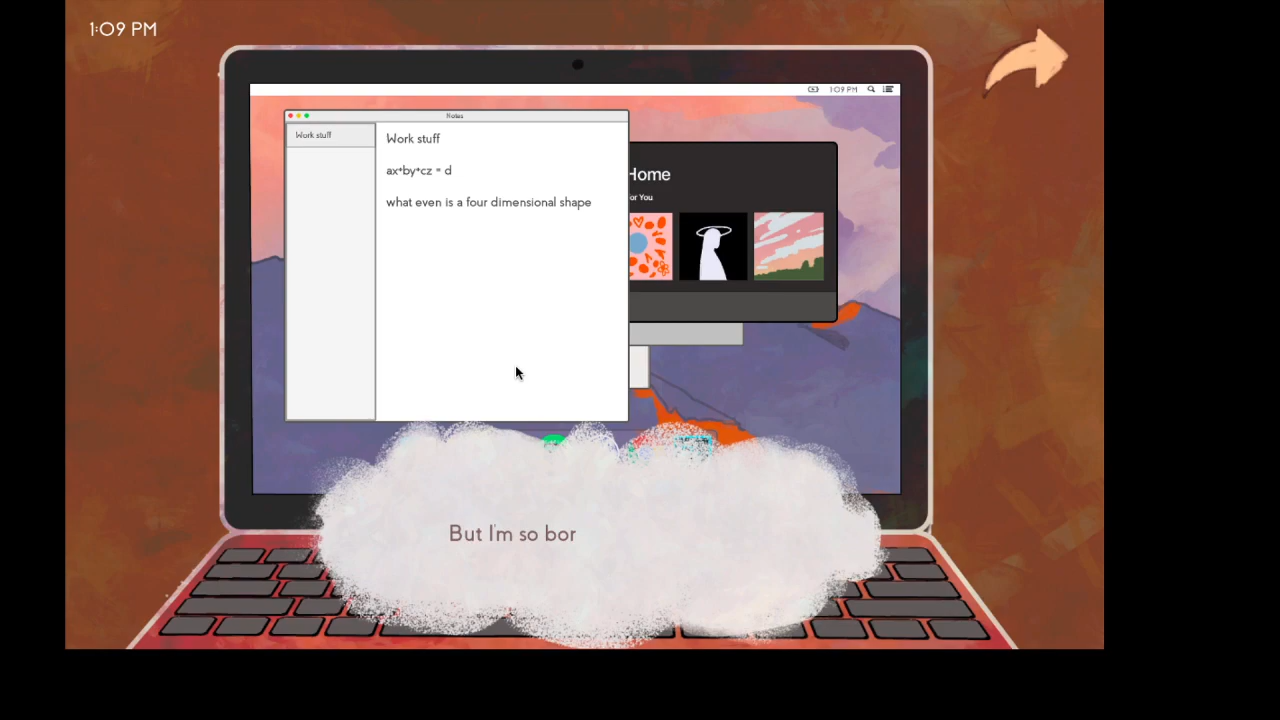 1:09 PM
1:09 PM
Notes
Work stuff
Work stuff
ax+by+cz = d
what even is a four dimensional shape
Home
or You
But I'm so bor